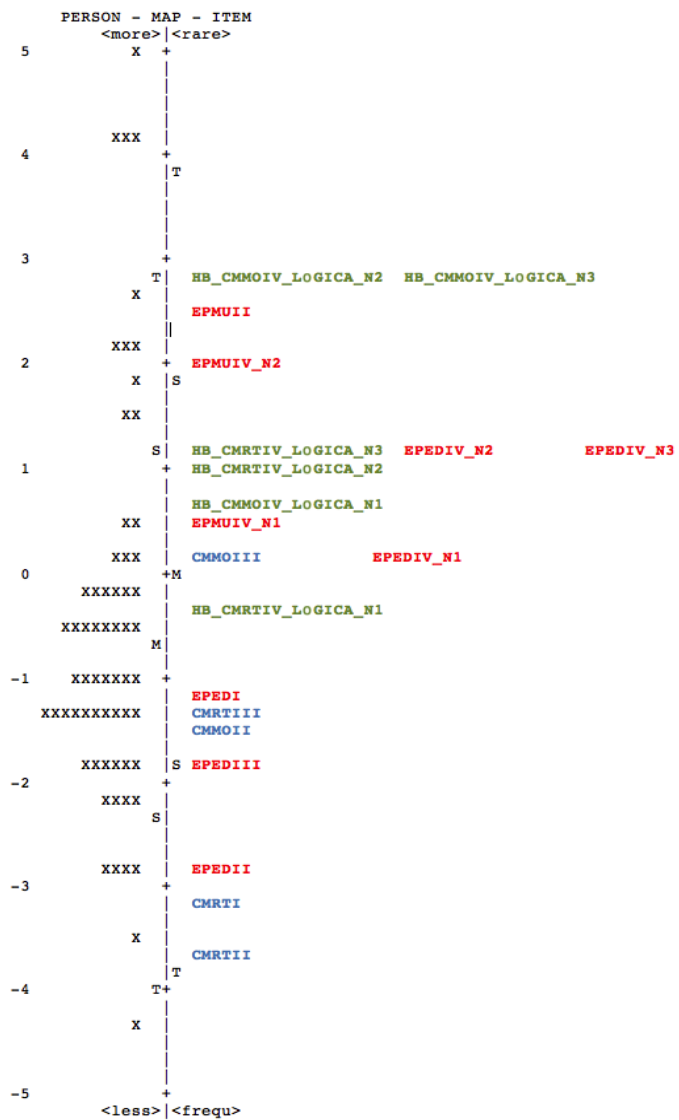 PERSON - MAP - ITEM
<more>|<rare>
5 X +
XXX |
4 +
|T
3 +
T| HB_CMMOIV_LOGICA_N2 HB_CMMOIV_LOGICA_N3
X |
| EPMUII
||
XXX |
2 + EPMUIV_N2
X |S
XX |
S| HB_CMRTIV_LOGICA_N3 EPEDIV_N2 EPEDIV_N3
1 + HB_CMRTIV_LOGICA_N2
| HB_CMMOIV_LOGICA_N1
XX | EPMUIV_N1
XXX | CMMOIII EPEDIV_N1
0 +M
XXXXXX |
| HB_CMRTIV_LOGICA_N1
XXXXXXXX |
M|
-1 XXXXXXX +
| EPEDI
XXXXXXXXXX | CMRTIII
| CMMOII
XXXXXX |S EPEDIII
-2 +
XXXX |
S|
XXXX | EPEDII
-3 +
| CMRTI
X |
| CMRTII
|T
-4 T+
X |
-5 +
<less>|<frequ>